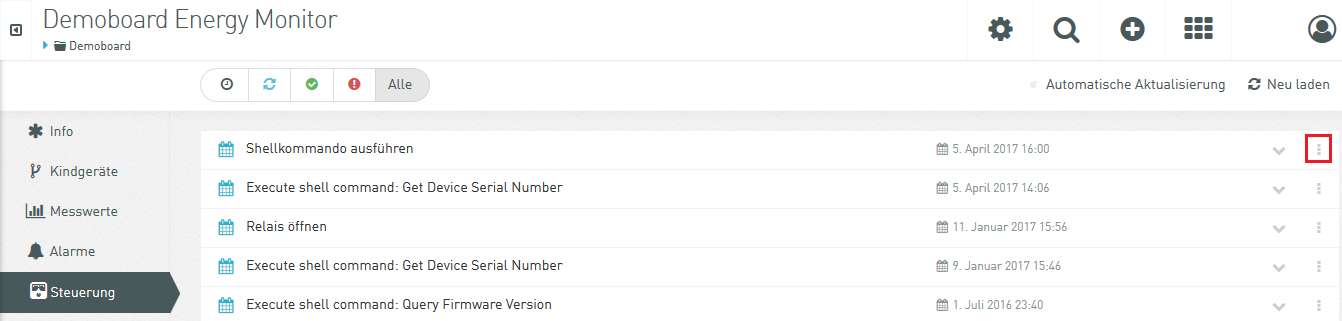 Demoboard Energy Monitor
Demoboard
Alle
Automatische Aktualisierung
Neu laden
Info
Kindgeräte
Messwerte
Alarme
Steuerung
Shellkommando ausführen 5. April 2017 16:00
Execute shell command: Get Device Serial Number 5. April 2017 14:06
Relais öffnen 11. Januar 2017 15:56
Execute shell command: Get Device Serial Number 9. Januar 2017 15:46
Execute shell command: Query Firmware Version 1. Juli 2016 23:40